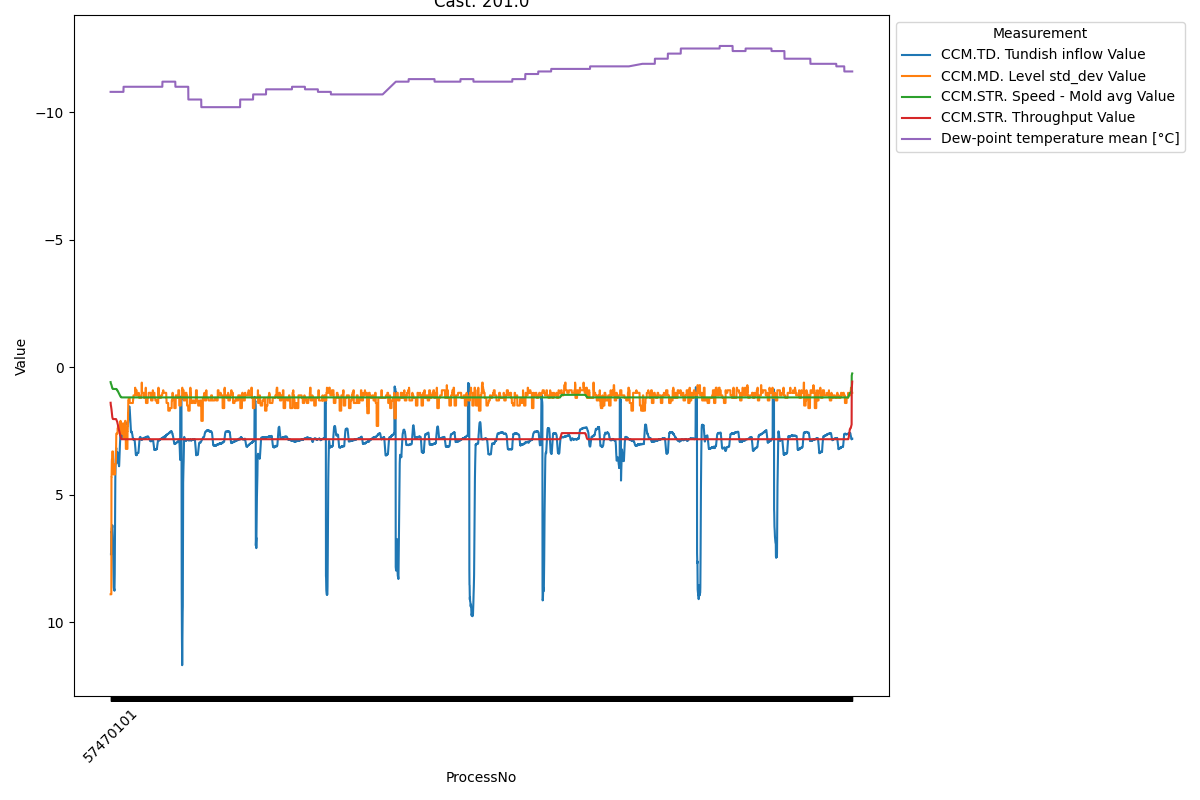 Cast: 201.0
Measurement
CCM.TD. Tundish inflow Value
CCM.MD. Level std_dev Value
CCM.STR. Speed - Mold avg Value
CCM.STR. Throughput Value
Dew-point temperature mean [°C]
−10
−5
0
5
10
Value
57470101
ProcessNo